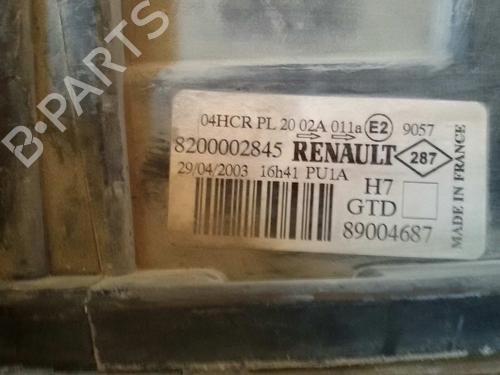 B-PARTS
04HCR PL 20 02A 011a E2 9057
8200002845 RENAULT 287
29/04/2003 16h41 PU1A
H7
GTD
89004687
MADE IN FRANCE